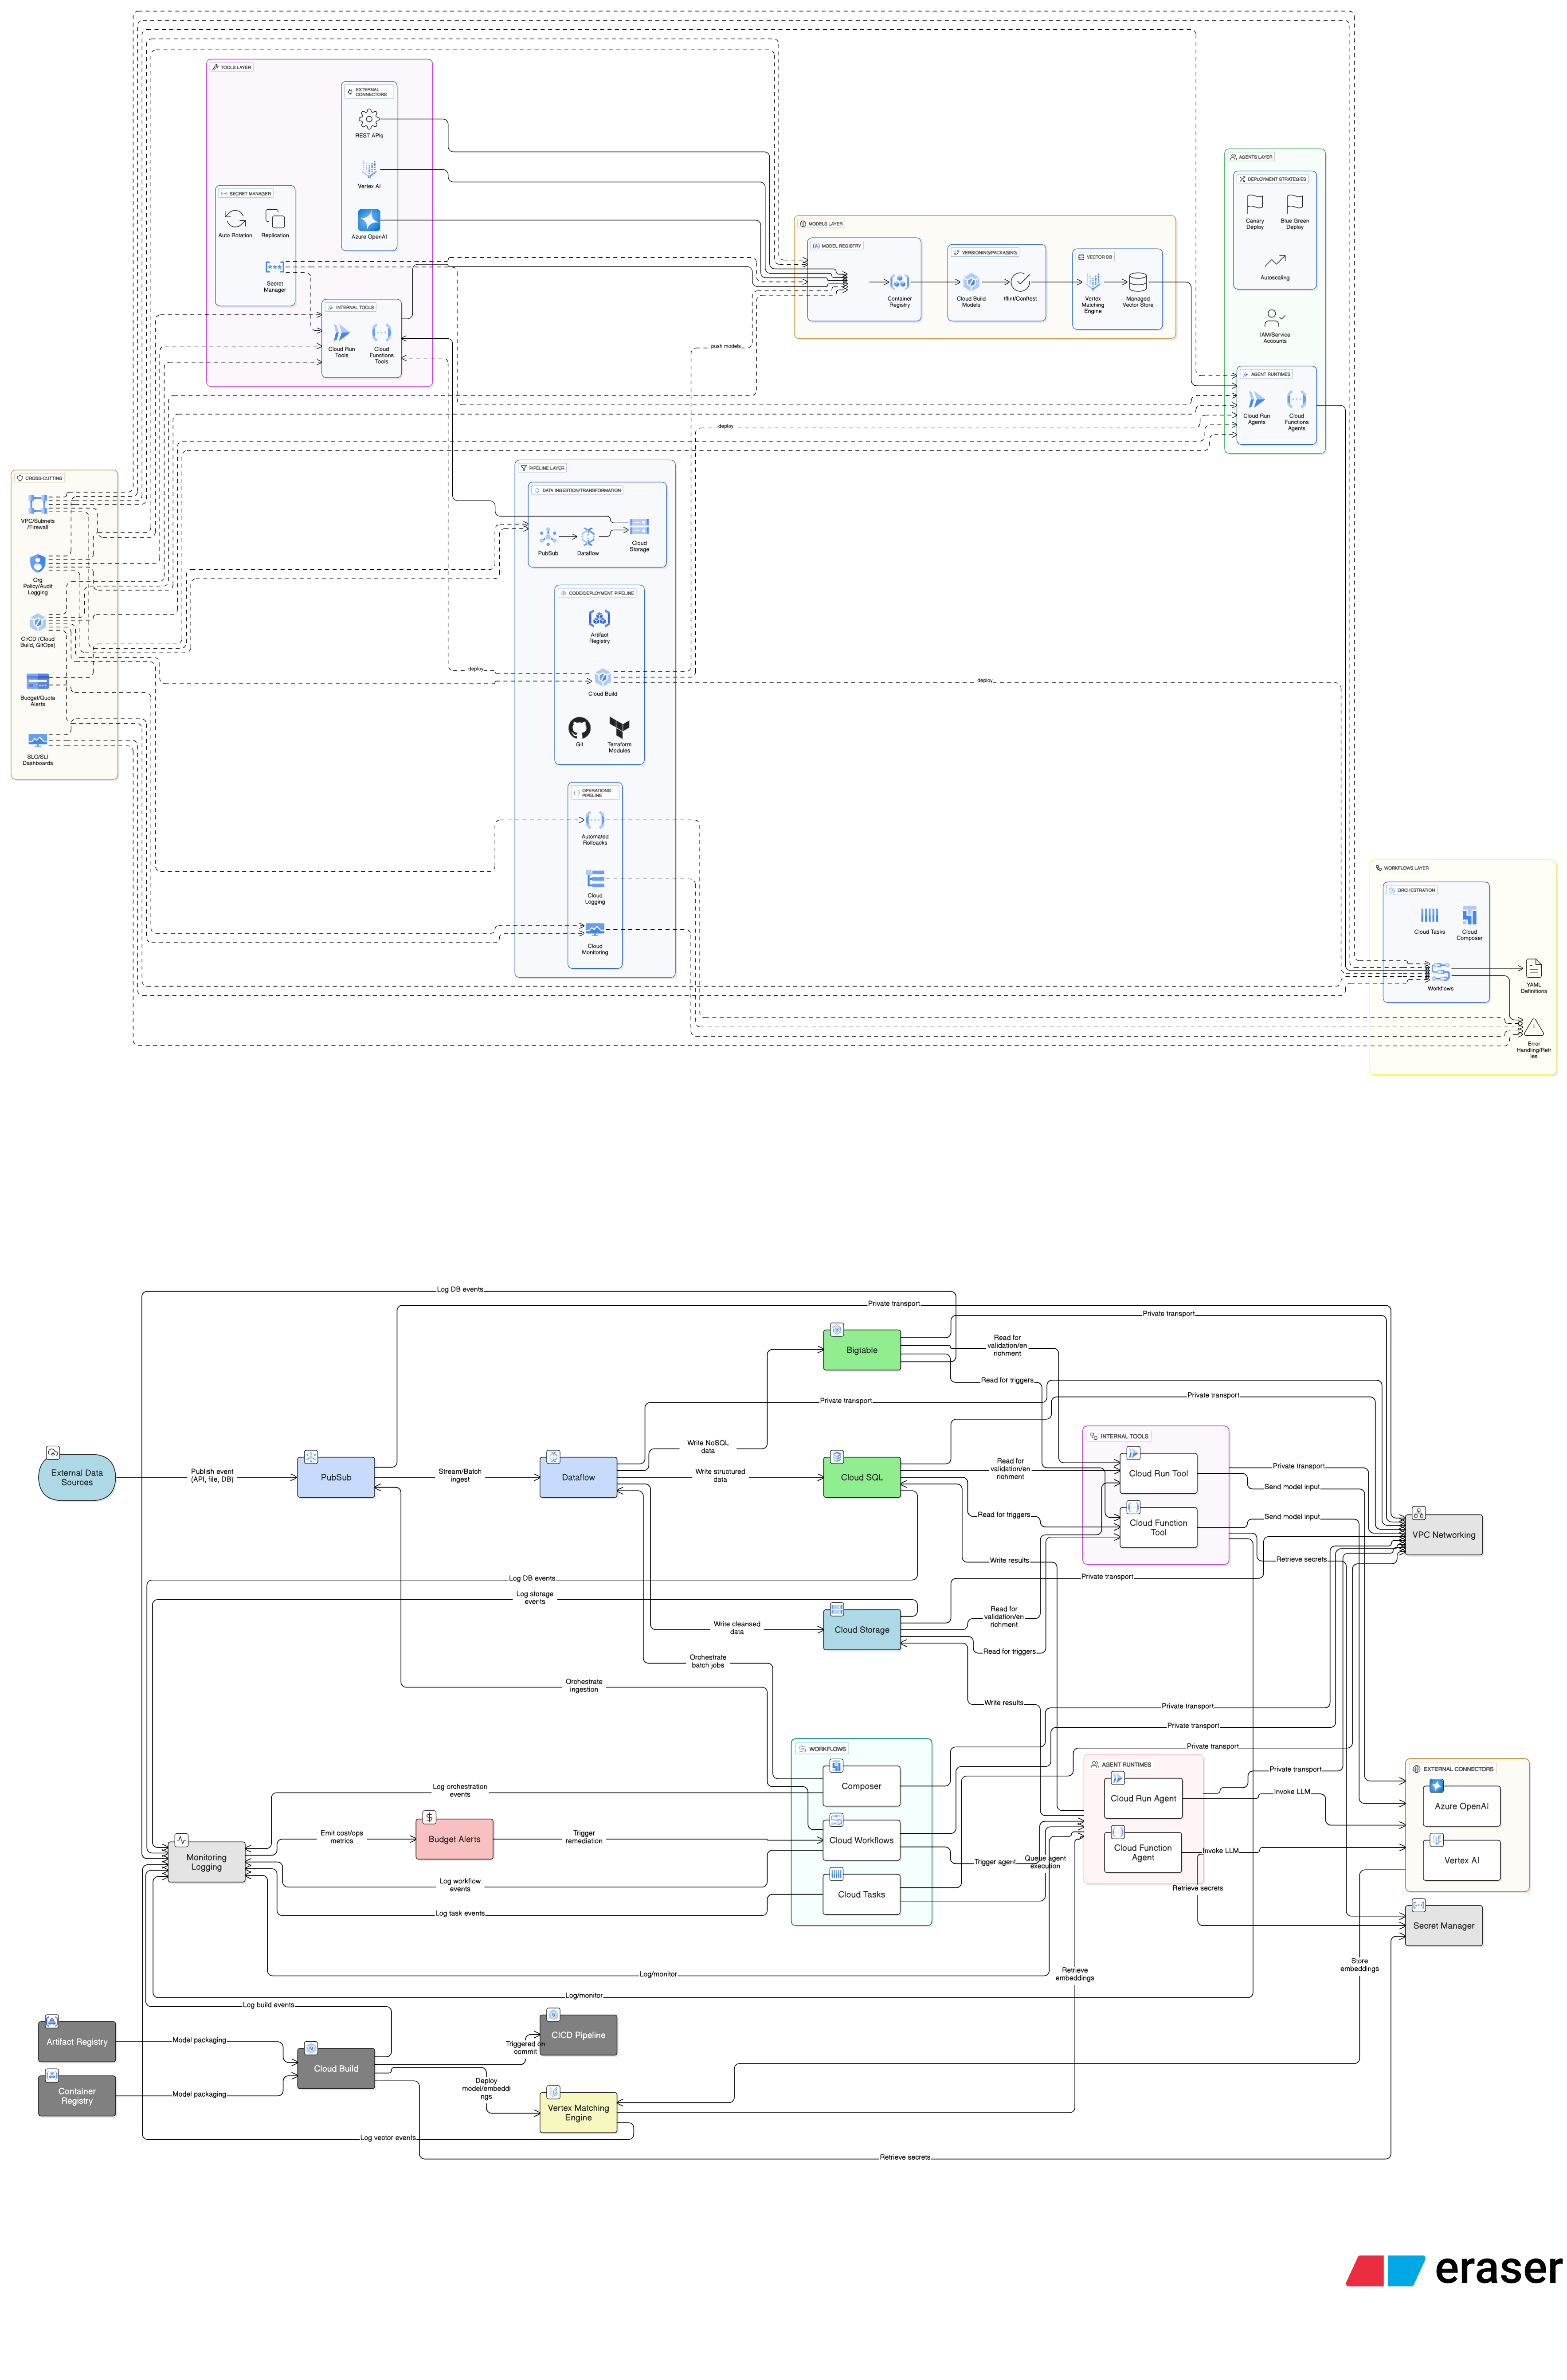 TOOLS LAYER
EXTERNAL
CONNECTORS
REST APIs
Vertex AI
Azure OpenAI
SECRET MANAGER
Auto Rotation
Replication
Secret
Manager
INTERNAL TOOLS
Cloud Run
Tools
Cloud
Functions
Tools
MODELS LAYER
MODEL REGISTRY
Container
Registry
VERSIONING/PACKAGING
Cloud Build
Models
tflint/Conftest
VECTOR DB
Vertex
Matching
Engine
Managed
Vector Store
AGENTS LAYER
DEPLOYMENT STRATEGIES
Canary
Deploy
Blue Green
Deploy
Autoscaling
IAM/Service
Accounts
AGENT RUNTIMES
Cloud Run
Agents
Cloud
Functions
Agents
push models
deploy
CROSS-CUTTING
VPC/Subnets
/Firewall
Org
Policy/Audit
Logging
CI/CD (Cloud
Build, GitOps)
Budget/Quota
Alerts
SLO/SLI
Dashboards
PIPELINE LAYER
DATA INGESTION/TRANSFORMATION
PubSub
Dataflow
Cloud
Storage
CODE/DEPLOYMENT PIPELINE
Artifact
Registry
deploy
Cloud Build
deploy
Git
Terraform
Modules
OPERATIONS
PIPELINE
Automated
Rollbacks
Cloud
Logging
Cloud
Monitoring
WORKFLOWS LAYER
ORCHESTRATION
Cloud Tasks
Cloud
Composer
Workflows
YAML
Definitions
Error
Handling/Retr
ies
Log DB events
Private transport
Private transport
Bigtable
Read for
validation/en
richment
Read for triggers
Private transport
Private transport
Write NoSQL
data
External Data
Sources
Publish event
(API, file, DB)
PubSub
Stream/Batch
ingest
Dataflow
Write structured
data
Cloud SQL
Read for
validation/en
richment
Read for triggers
INTERNAL TOOLS
Cloud Run Tool
Cloud Function
Tool
Private transport
Send model input
Send model input
VPC Networking
Retrieve secrets
Write results
Log DB events
Private transport
Log storage
events
Write cleansed
data
Cloud Storage
Read for
validation/en
richment
Read for triggers
Orchestrate
batch jobs
Orchestrate
ingestion
Write results
Private transport
Private transport
Private transport
WORKFLOWS
Composer
Cloud Workflows
Cloud Tasks
AGENT RUNTIMES
Cloud Run Agent
Cloud Function
Agent
Private transport
Invoke LLM
Invoke LLM
EXTERNAL CONNECTORS
Azure OpenAI
Vertex AI
Log orchestration
events
Emit cost/ops
metrics
Budget Alerts
Trigger
remediation
Monitoring
Logging
Trigger agent
Queue agent
execution
Log workflow
events
Log task events
Retrieve secrets
Secret Manager
Log/monitor
Retrieve
embeddings
Store
embeddings
Log/monitor
Log build events
Artifact Registry
Model packaging
Container
Registry
Model packaging
Cloud Build
Triggered on
commit
CICD Pipeline
Deploy
model/embeddi
ngs
Vertex Matching
Engine
Log vector events
Retrieve secrets
eraser